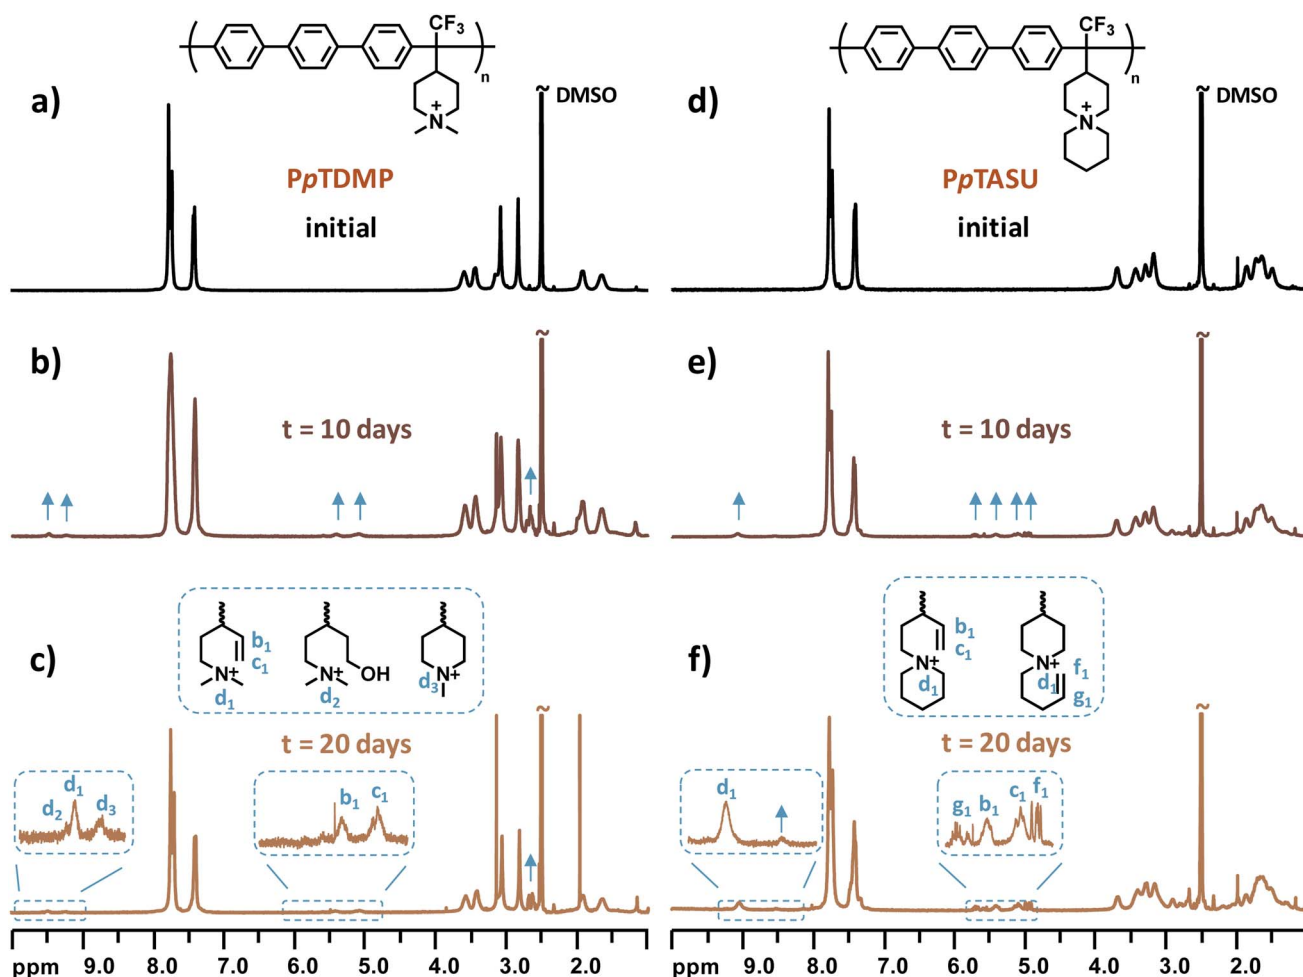 a)
CF3
n
N
+
~ DMSO
PpTDMP
initial
d)
CF3
n
+
N
~ DMSO
PpTASU
initial
b)
~
t = 10 days
e)
~
t = 10 days
c)
b1
c1
N+
d1
N+
OH
d2
d3
N+
~
t = 20 days
d2
d1
d3
b1
c1
f)
b1
c1
N+
d1
N+
d1
f1
g1
~
t = 20 days
d1
g1
b1
c1
f1
ppm 9.0 8.0 7.0 6.0 5.0 4.0 3.0 2.0
ppm 9.0 8.0 7.0 6.0 5.0 4.0 3.0 2.0